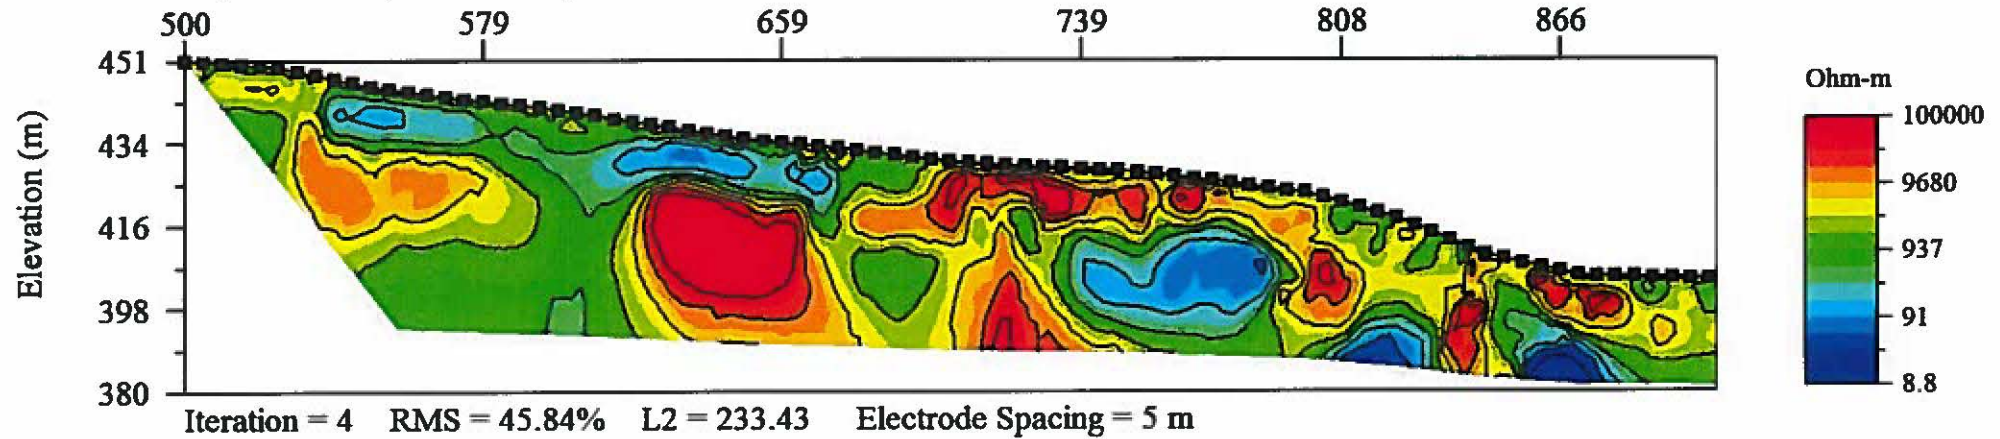 500 579 659 739 808 866
Ohm-m
451
434
416
398
380
Elevation (m)
100000
9680
937
91
8.8
Iteration = 4 RMS = 45.84% L2 = 233.43 Electrode Spacing = 5 m